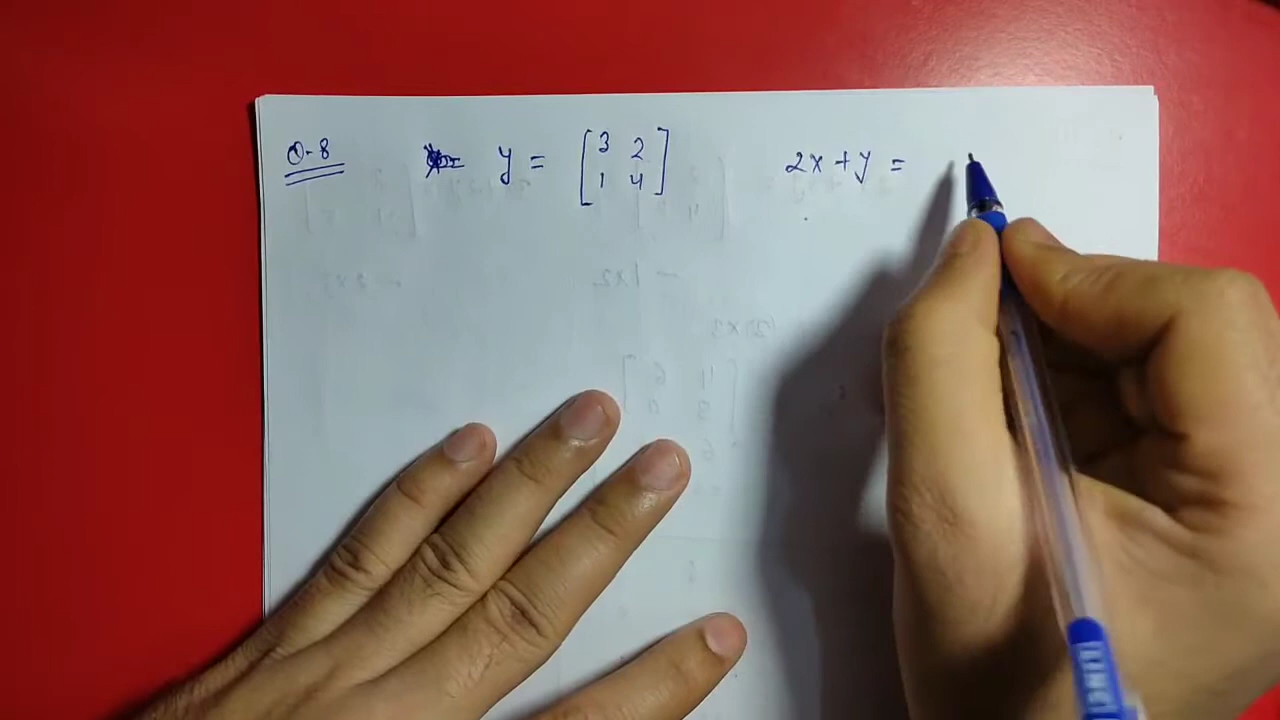 Q-8 y = [3 2 1 4] 2x + y =